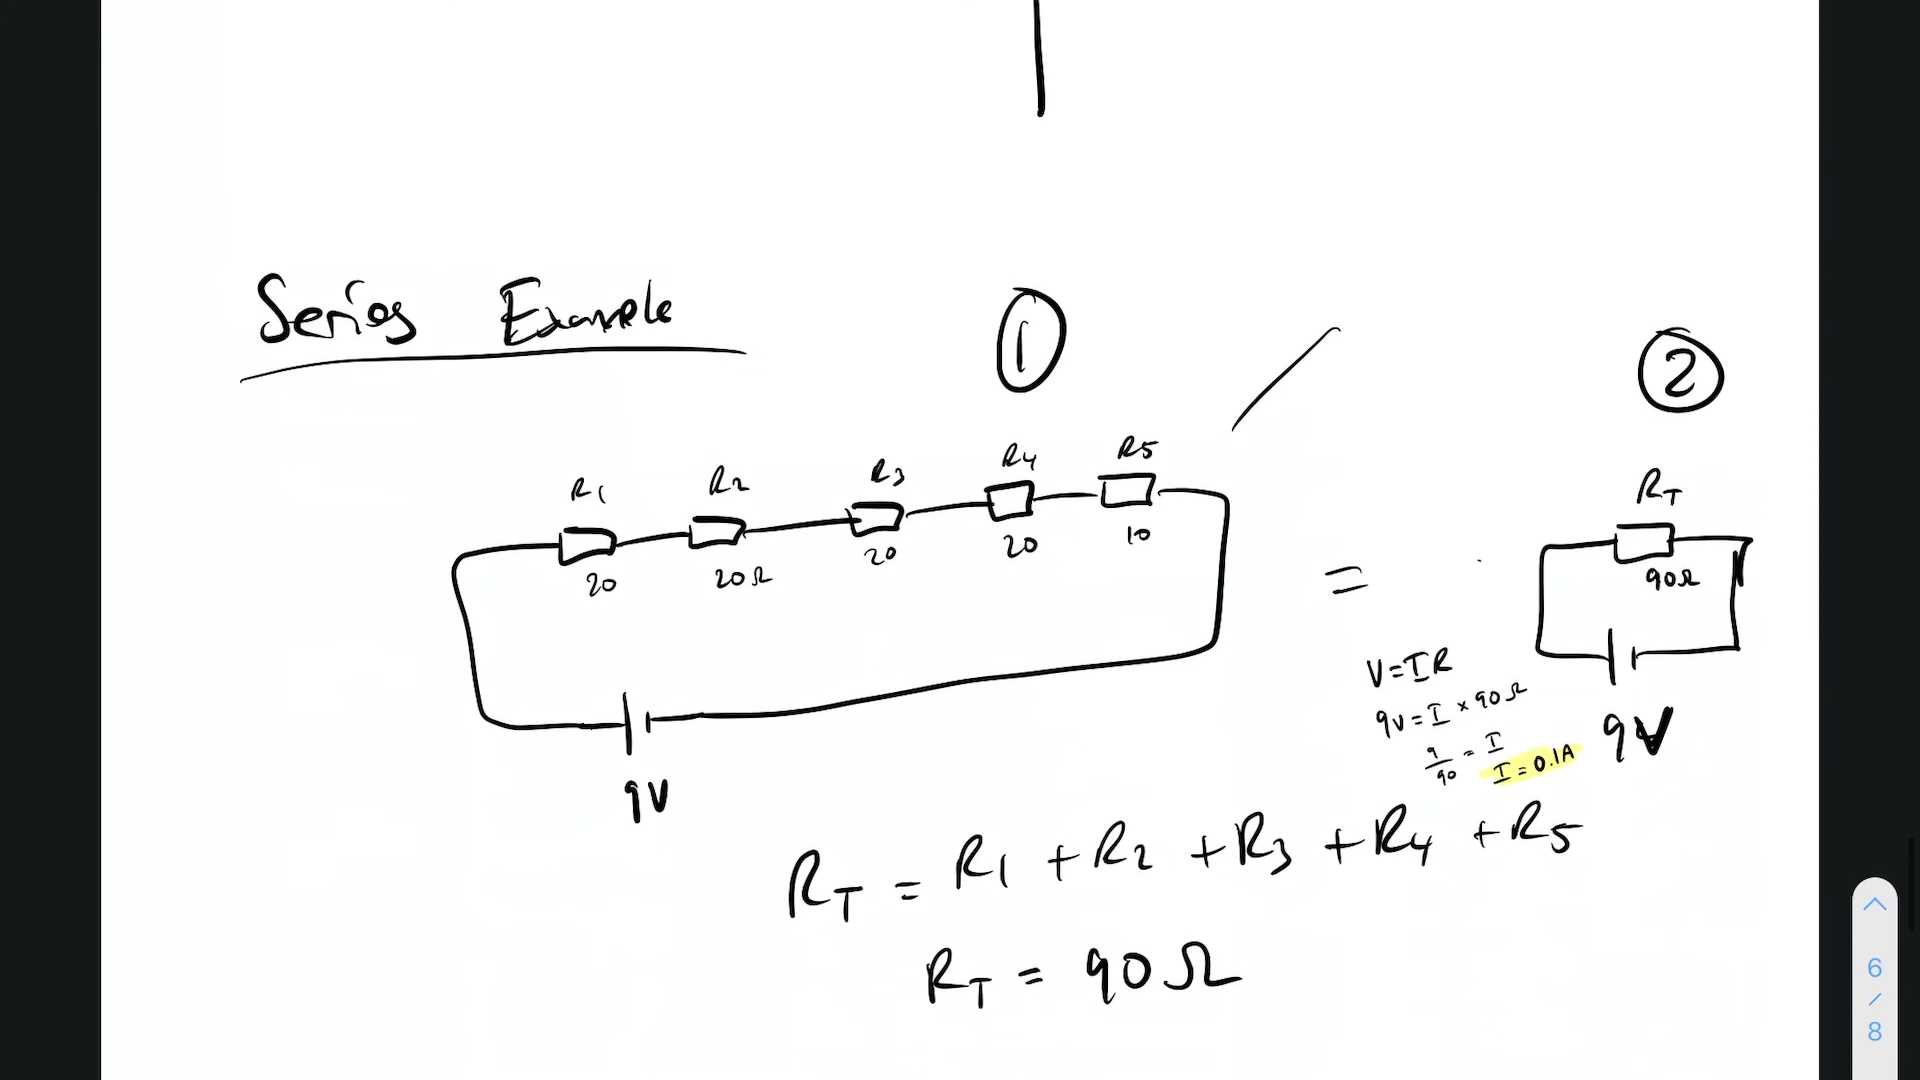 Series Example
①
②
R1 R2 R3 R4 R5
20 20Ω 20 20 10
9V
=
RT
90Ω
9V
V=IR
9V=I×90Ω
9/90 = I
I=0.1A
RT = R1 +R2 +R3 +R4 +R5
RT = 90Ω
6
/
8